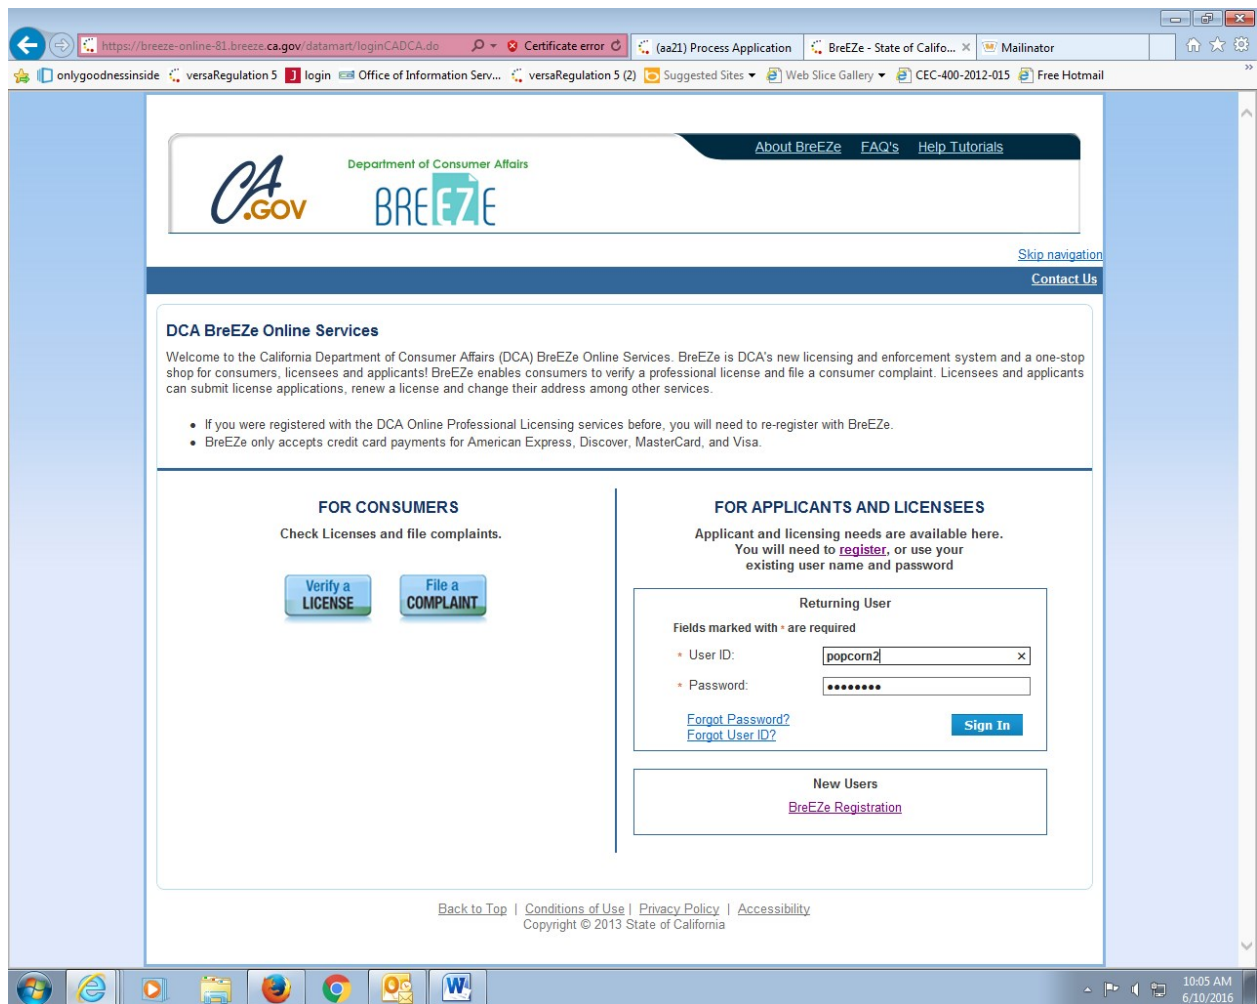 https://breeze-online-81.breeze.ca.gov/datamart/loginCADCA.do Certificate error (aa21) Process Application BreEZe - State of Califo... Mailinator
onlygoodnessinside versaRegulation 5 login Office of Information Serv... versaRegulation 5 (2) Suggested Sites Web Slice Gallery CEC-400-2012-015 Free Hotmail
About BreEZe FAQ's Help Tutorials
CA.GOV
Department of Consumer Affairs
BREEZE
Skip navigation
Contact Us
DCA BreEZe Online Services
Welcome to the California Department of Consumer Affairs (DCA) BreEZe Online Services. BreEZe is DCA's new licensing and enforcement system and a one-stop
shop for consumers, licensees and applicants! BreEZe enables consumers to verify a professional license and file a consumer complaint. Licensees and applicants
can submit license applications, renew a license and change their address among other services.
• If you were registered with the DCA Online Professional Licensing services before, you will need to re-register with BreEZe.
• BreEZe only accepts credit card payments for American Express, Discover, MasterCard, and Visa.
FOR CONSUMERS
Check Licenses and file complaints.
Verify a
LICENSE
File a
COMPLAINT
FOR APPLICANTS AND LICENSEES
Applicant and licensing needs are available here.
You will need to register, or use your
existing user name and password
Returning User
Fields marked with * are required
* User ID: popcorn2
* Password: ••••••••
Forgot Password?
Forgot User ID?
Sign In
New Users
BreEZe Registration
Back to Top | Conditions of Use | Privacy Policy | Accessibility
Copyright © 2013 State of California
10:05 AM
6/10/2016